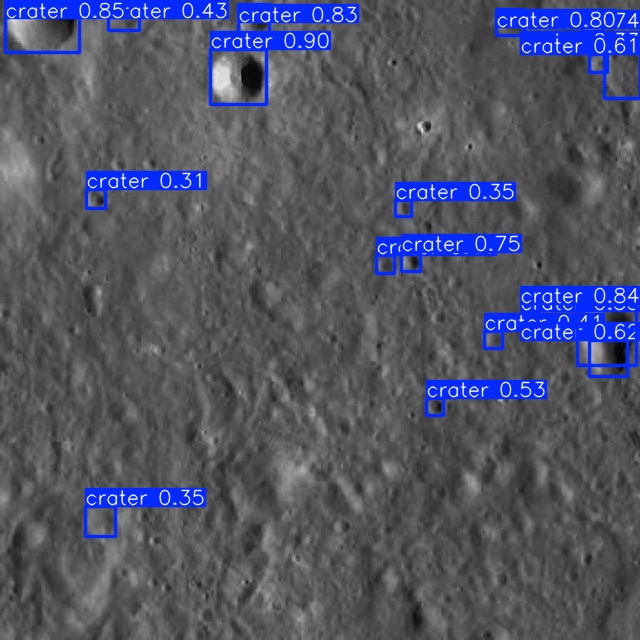 crater 0.85
ater 0.43
crater 0.83
crater 0.8074
crater 0.90
crater 0.61
crater 0.31
crater 0.35
crater 0.75
crater 0.84
crater 0.62
crater 0.53
crater 0.35